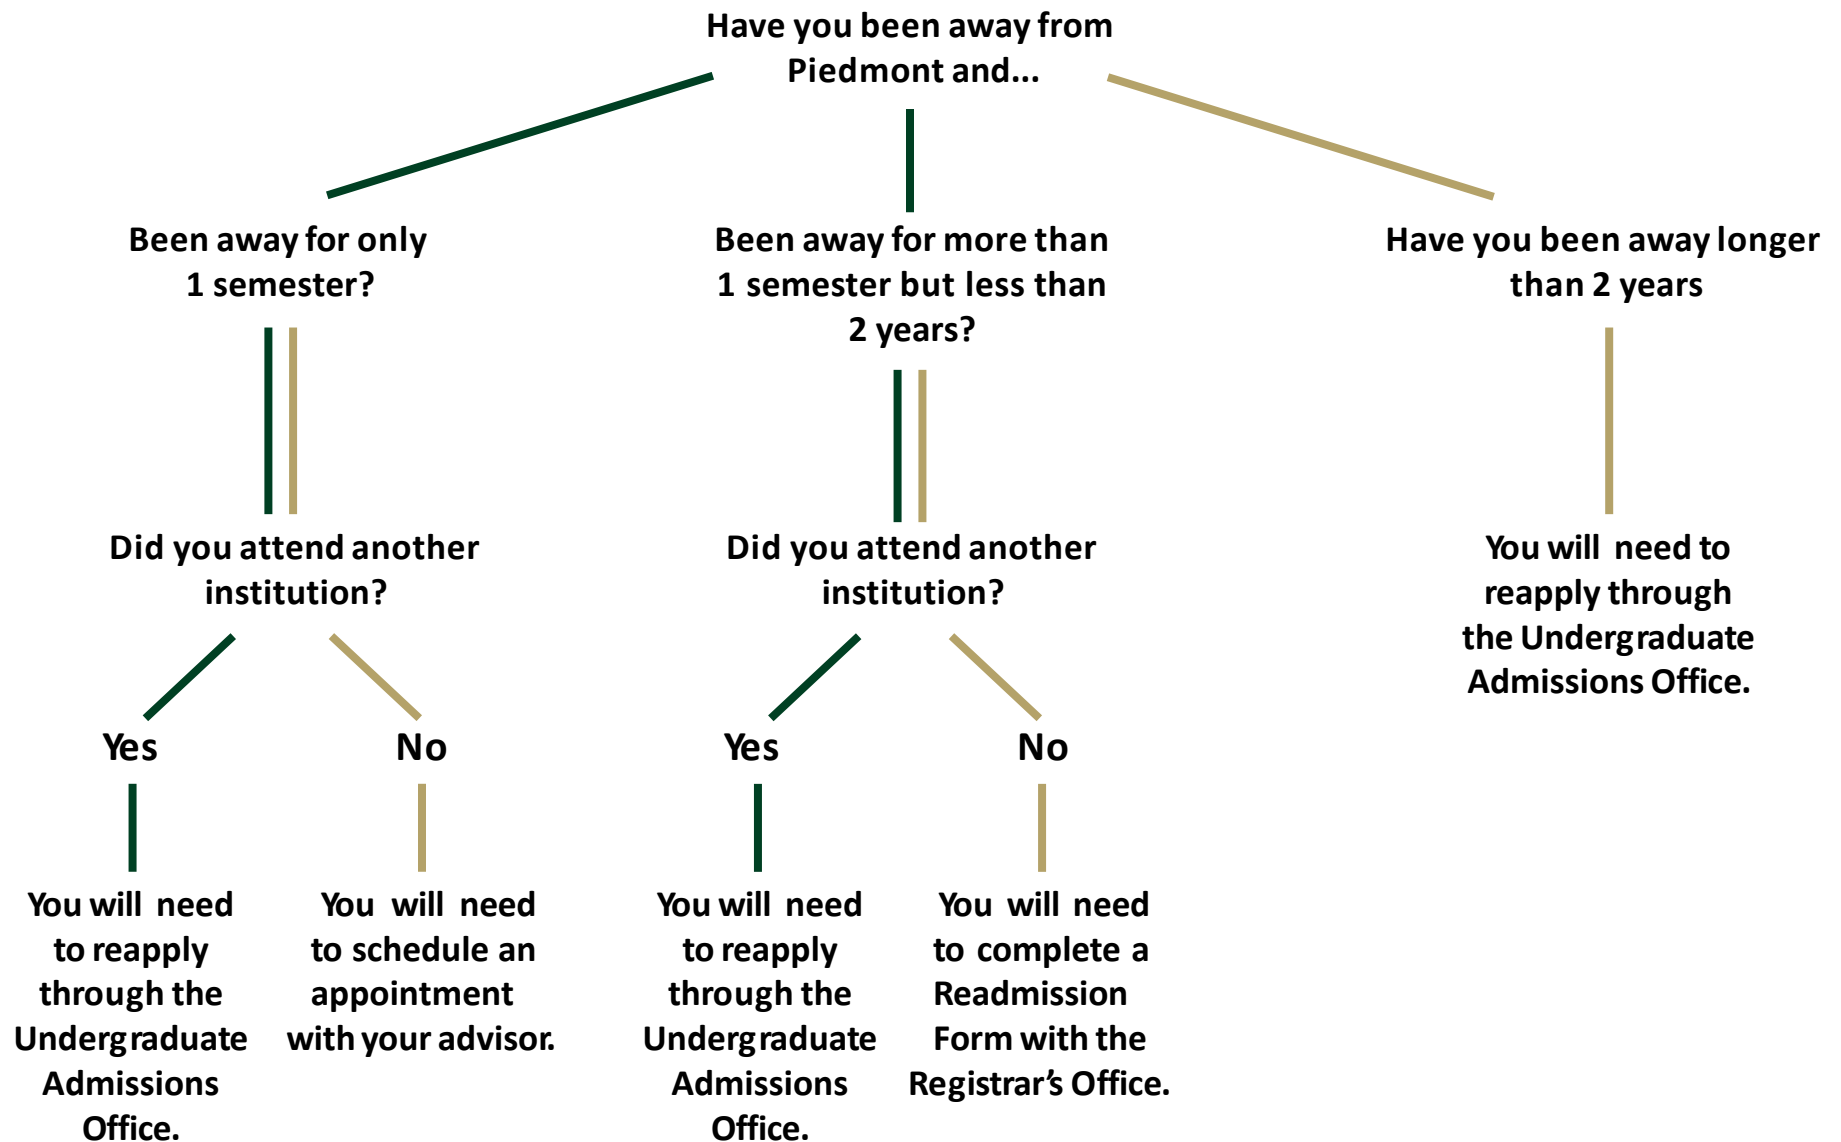 Have you been away from
Piedmont and...
Been away for only
1 semester?
Been away for more than
1 semester but less than
2 years?
Have you been away longer
than 2 years
Did you attend another
institution?
Did you attend another
institution?
You will need to
reapply through
the Undergraduate
Admissions Office.
Yes
No
Yes
No
You will need
to reapply
through the
Undergraduate
Admissions
Office.
You will need
to schedule an
appointment
with your advisor.
You will need
to reapply
through the
Undergraduate
Admissions
Office.
You will need
to complete a
Readmission
Form with the
Registrar’s Office.